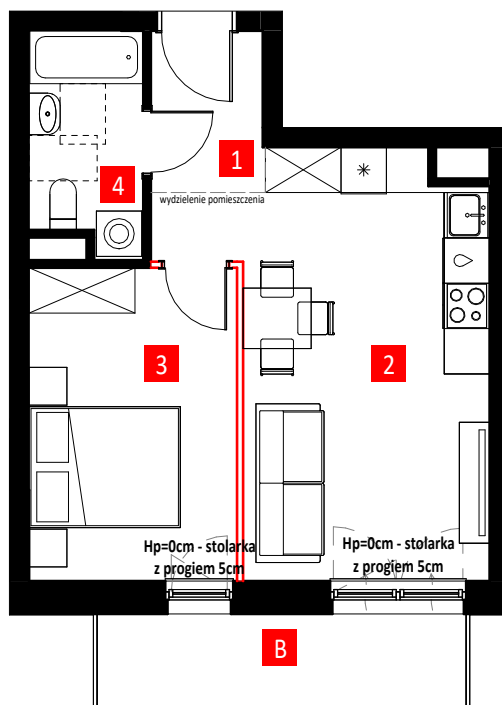 1
4
wydzielenie pomieszczenia
3
2
Hp=0cm - stolarka
z progiem 5cm
Hp=0cm - stolarka
z progiem 5cm
B